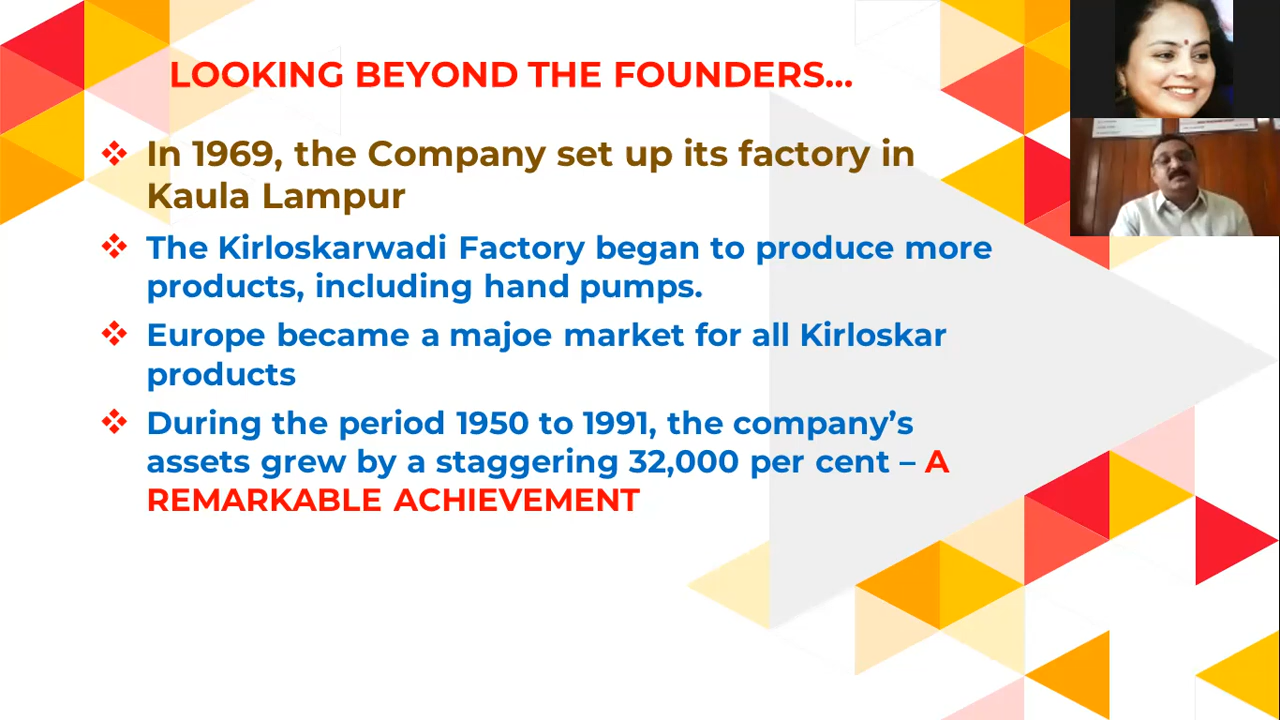 LOOKING BEYOND THE FOUNDERS...
In 1969, the Company set up its factory in
Kaula Lampur
The Kirloskarwadi Factory began to produce more
products, including hand pumps.
Europe became a majoe market for all Kirloskar
products
During the period 1950 to 1991, the company’s
assets grew by a staggering 32,000 per cent – A
REMARKABLE ACHIEVEMENT